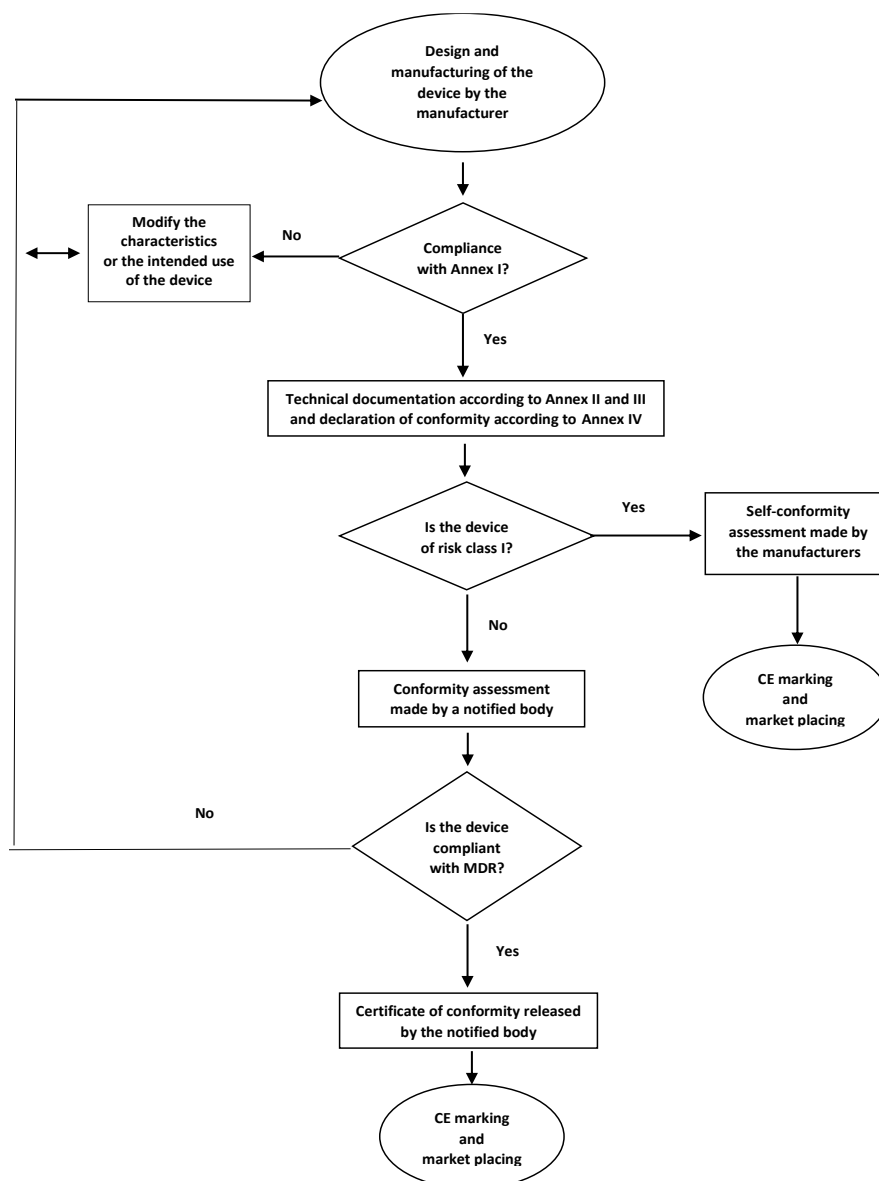 Design and
manufacturing of the
device by the
manufacturer
Modify the
characteristics
or the intended use
of the device
No
Compliance
with Annex I?
Yes
Technical documentation according to Annex II and III
and declaration of conformity according to Annex IV
Is the device
of risk class I?
Yes
Self-conformity
assessment made by
the manufacturers
No
CE marking
and
market placing
Conformity assessment
made by a notified body
No
Is the device
compliant
with MDR?
Yes
Certificate of conformity released
by the notified body
CE marking
and
market placing